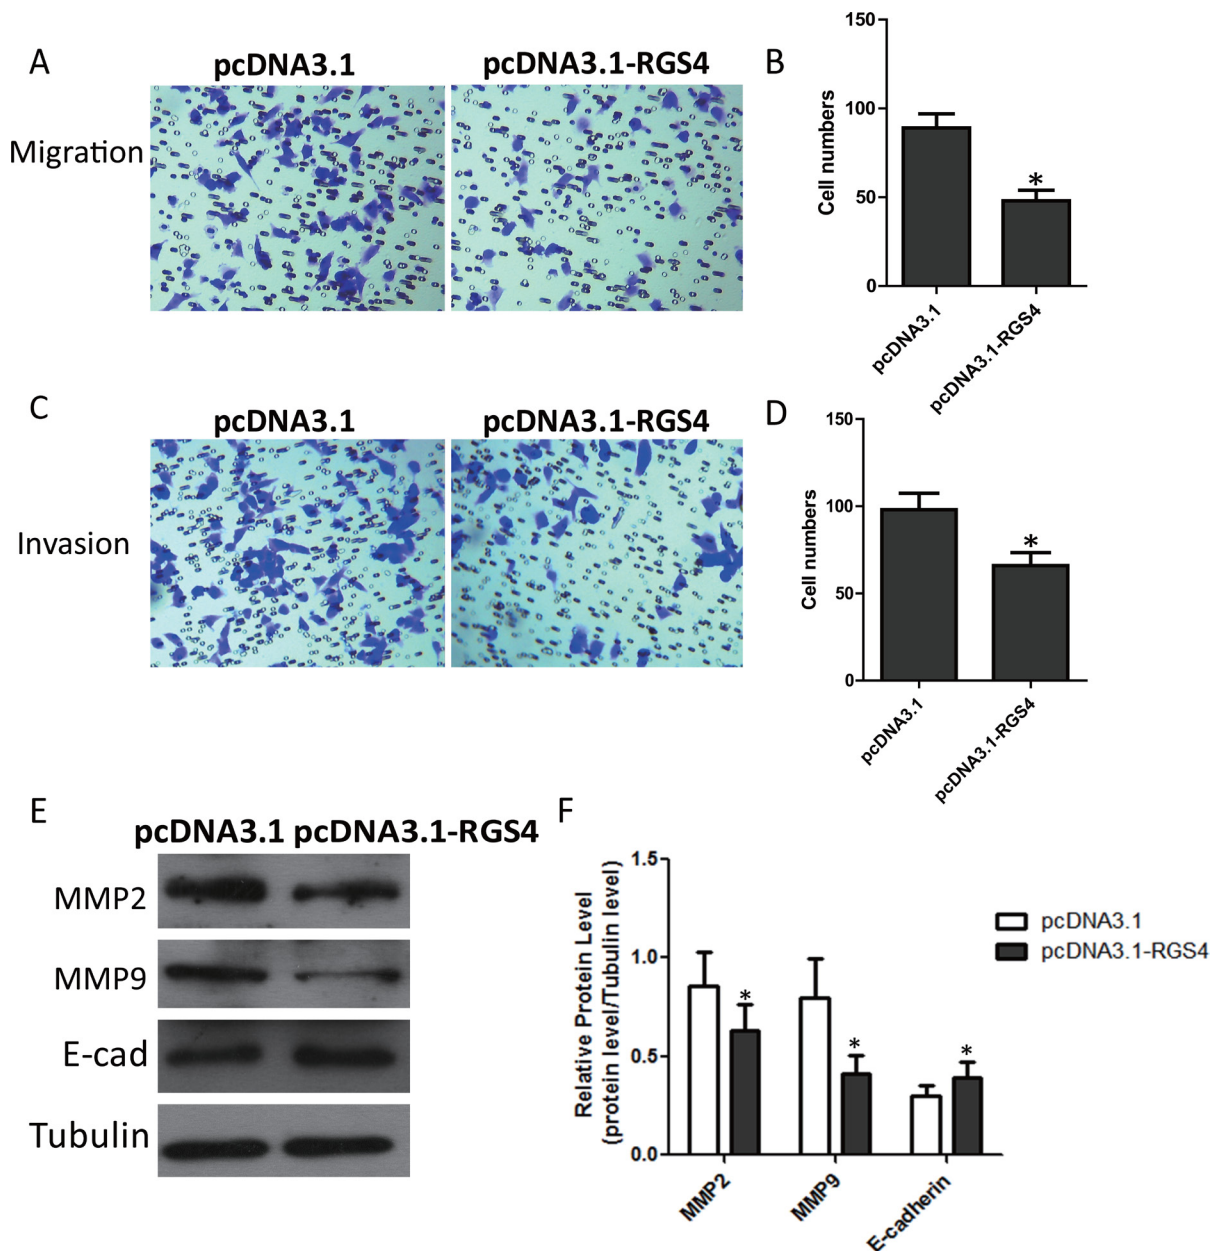 A
pcDNA3.1
pcDNA3.1-RGS4
Migration
B
150
100
50
0
Cell numbers
*
pcDNA3.1
pcDNA3.1-RGS4
C
pcDNA3.1
pcDNA3.1-RGS4
Invasion
D
150
100
50
0
Cell numbers
*
pcDNA3.1
pcDNA3.1-RGS4
E
pcDNA3.1 pcDNA3.1-RGS4
MMP2
MMP9
E-cad
Tubulin
F
1.5
1.0
0.5
0.0
Relative Protein Level
(protein level/Tubulin level)
*
*
*
pcDNA3.1
pcDNA3.1-RGS4
MMP2
MMP9
E-cadherin